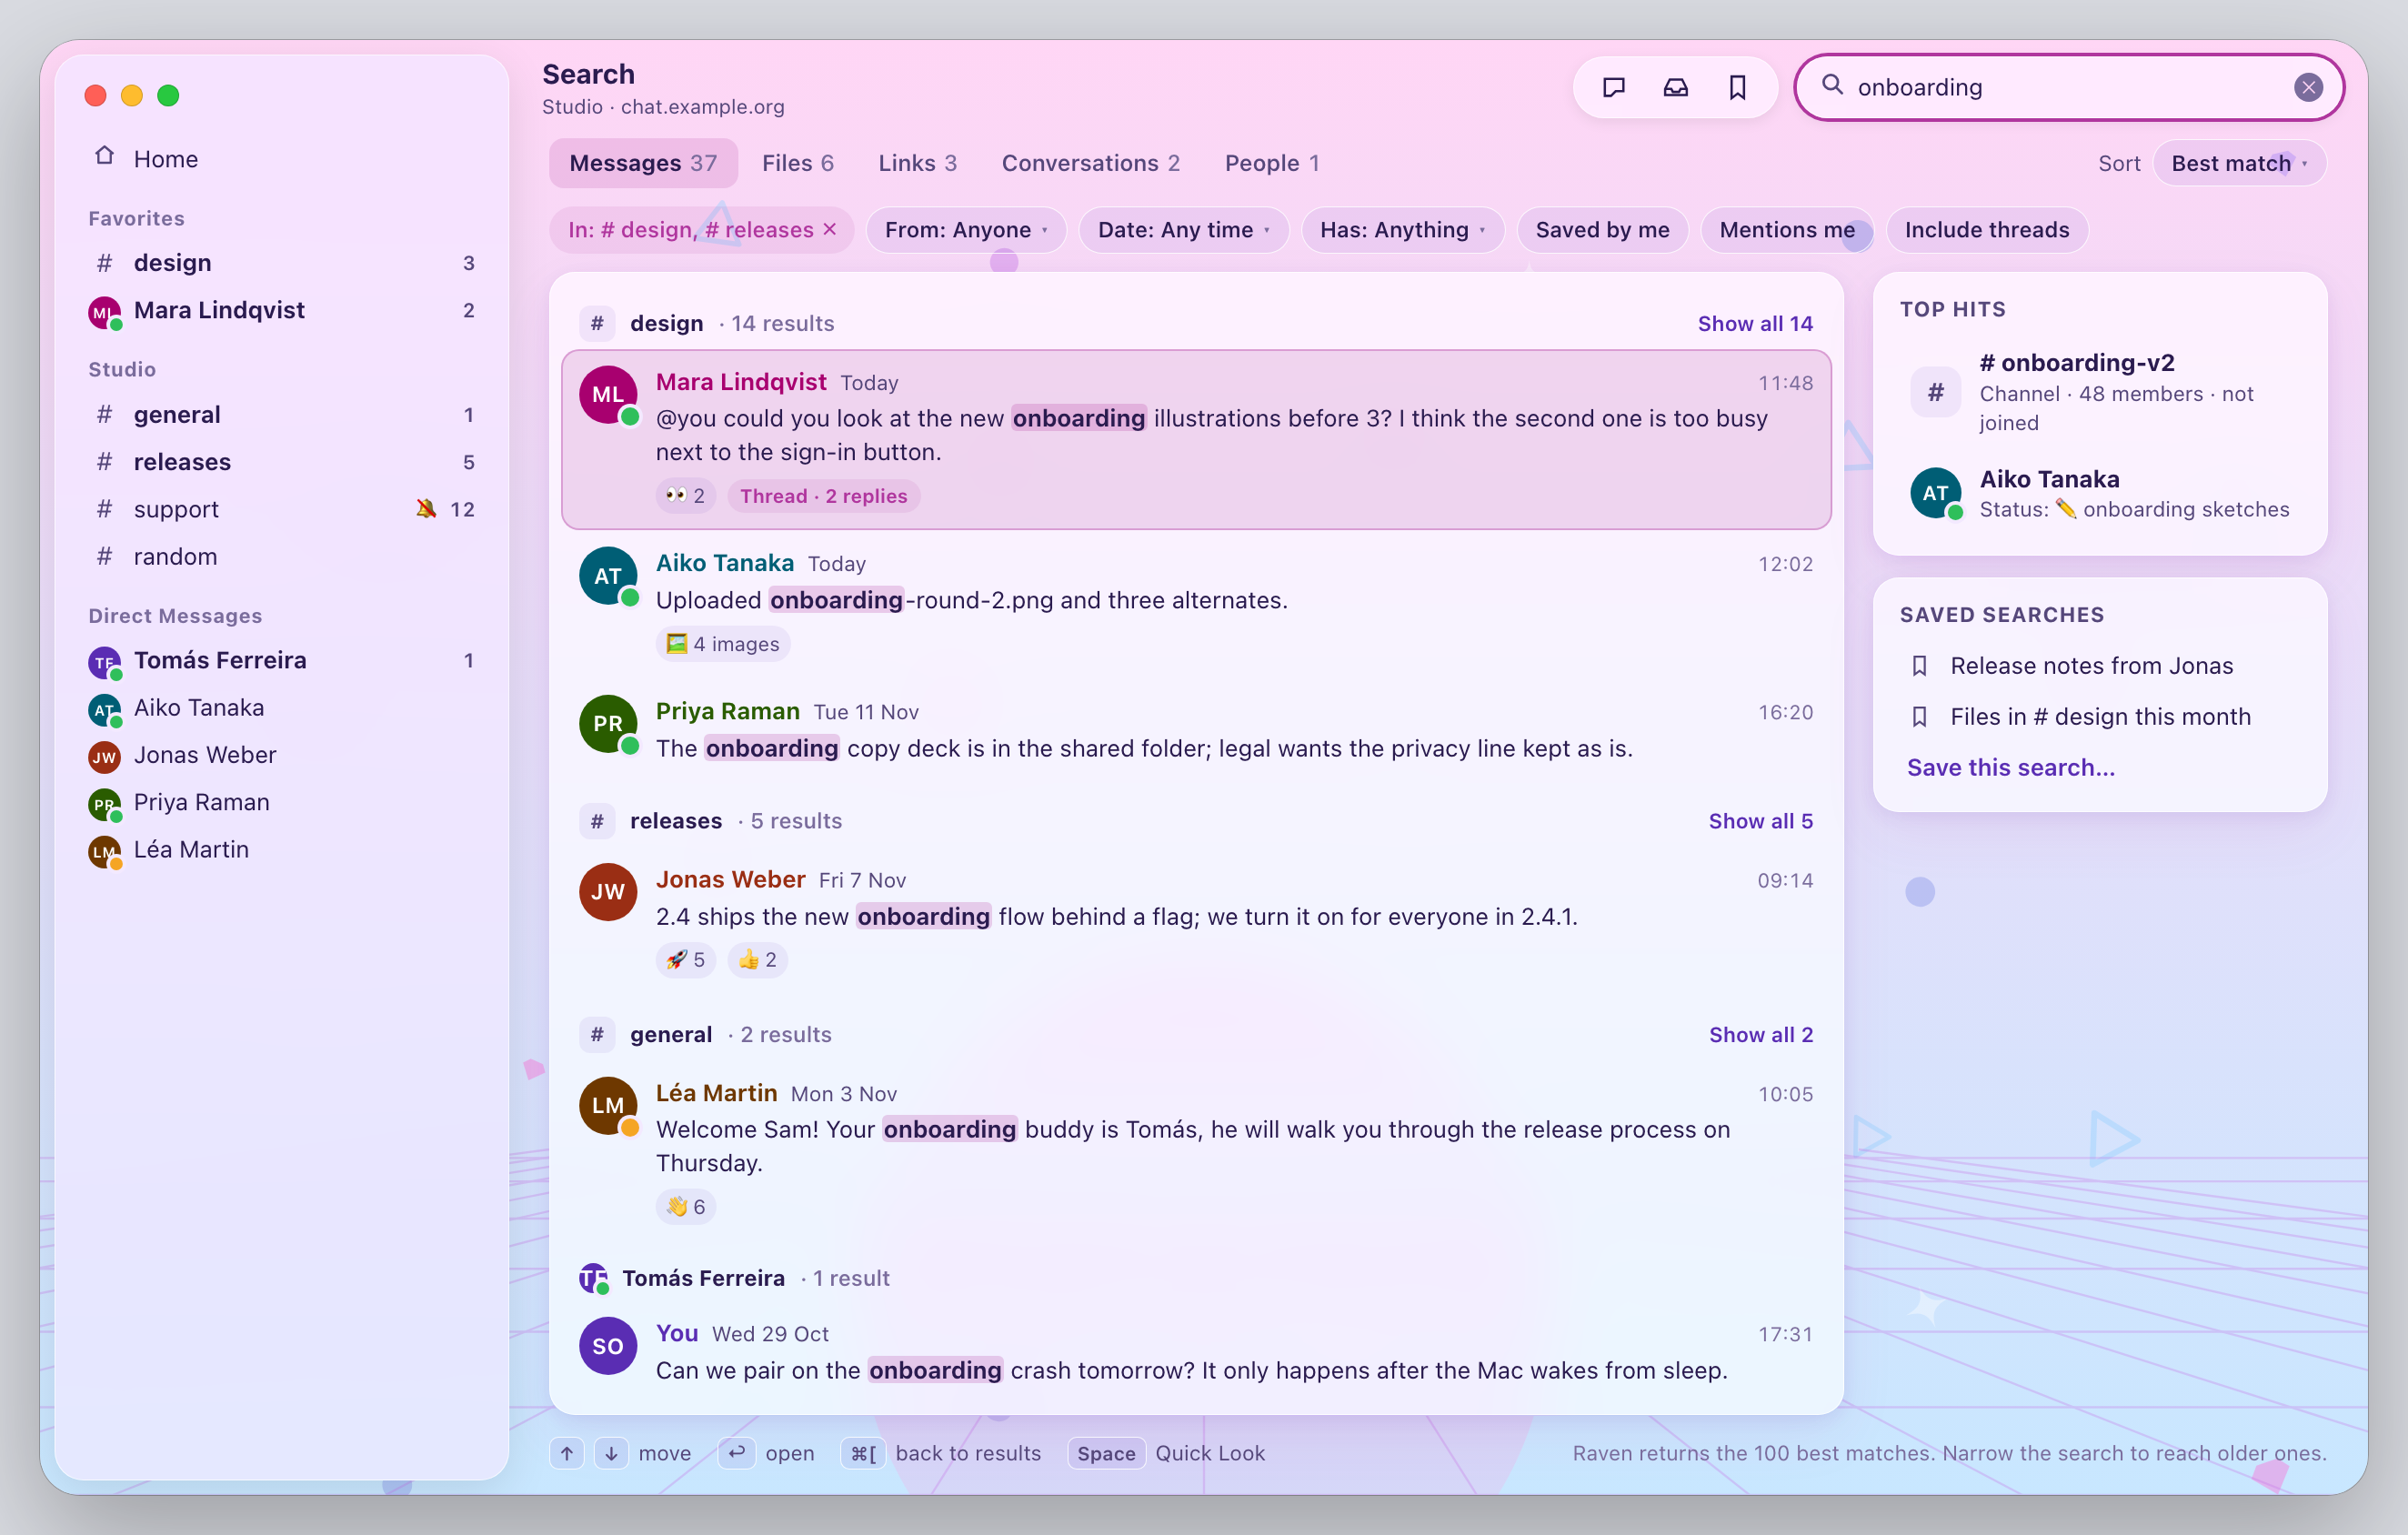 Home
Favorites
# design 3
ML Mara Lindqvist 2
Studio
# general 1
# releases 5
# support 🔕 12
# random
Direct Messages
TF Tomás Ferreira 1
AT Aiko Tanaka
JW Jonas Weber
PR Priya Raman
LM Léa Martin
Search
Studio · chat.example.org
onboarding
Messages 37 Files 6 Links 3 Conversations 2 People 1
Sort Best match
In: # design, # releases × From: Anyone Date: Any time Has: Anything Saved by me Mentions me Include threads
# design · 14 results Show all 14
ML Mara Lindqvist Today 11:48
@you could you look at the new onboarding illustrations before 3? I think the second one is too busy
next to the sign-in button.
👀 2 Thread · 2 replies
AT Aiko Tanaka Today 12:02
Uploaded onboarding-round-2.png and three alternates.
🖼️ 4 images
PR Priya Raman Tue 11 Nov 16:20
The onboarding copy deck is in the shared folder; legal wants the privacy line kept as is.
# releases · 5 results Show all 5
JW Jonas Weber Fri 7 Nov 09:14
2.4 ships the new onboarding flow behind a flag; we turn it on for everyone in 2.4.1.
🚀 5 👍 2
# general · 2 results Show all 2
LM Léa Martin Mon 3 Nov 10:05
Welcome Sam! Your onboarding buddy is Tomás, he will walk you through the release process on
Thursday.
👋 6
TF Tomás Ferreira · 1 result
SO You Wed 29 Oct 17:31
Can we pair on the onboarding crash tomorrow? It only happens after the Mac wakes from sleep.
TOP HITS
# onboarding-v2
# Channel · 48 members · not
joined
AT Aiko Tanaka
Status: ✏️ onboarding sketches
SAVED SEARCHES
Release notes from Jonas
Files in # design this month
Save this search...
↑ ↓ move ↩ open ⌘[ back to results Space Quick Look
Raven returns the 100 best matches. Narrow the search to reach older ones.